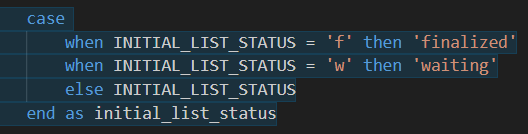 case
when INITIAL_LIST_STATUS = 'f' then 'finalized'
when INITIAL_LIST_STATUS = 'w' then 'waiting'
else INITIAL_LIST_STATUS
end as initial_list_status